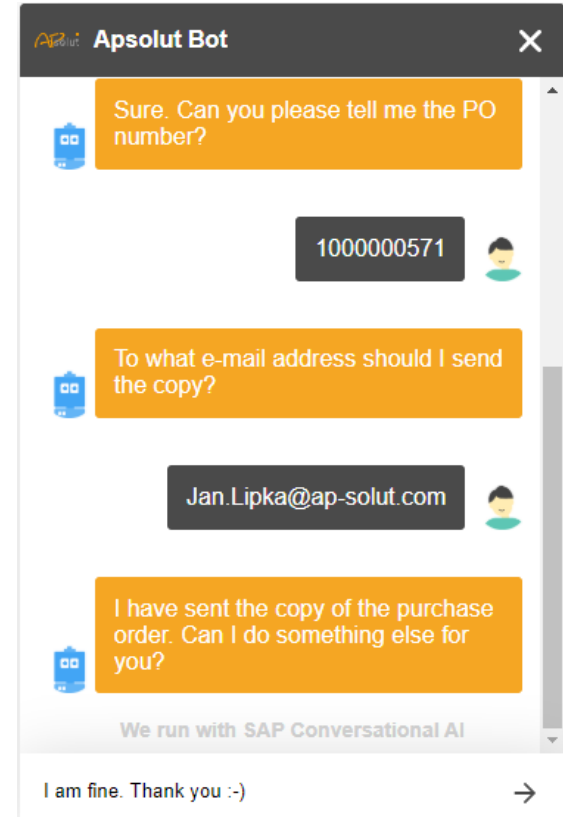 APsolut Apsolut Bot
Sure. Can you please tell me the PO
number?
1000000571
To what e-mail address should I send
the copy?
Jan.Lipka@ap-solut.com
I have sent the copy of the purchase
order. Can I do something else for
you?
We run with SAP Conversational AI
I am fine. Thank you :-)